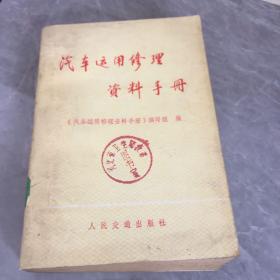 汽车运用修理
资料手册
《汽车运用修理资料手册》编写组 编
人民交通出版社